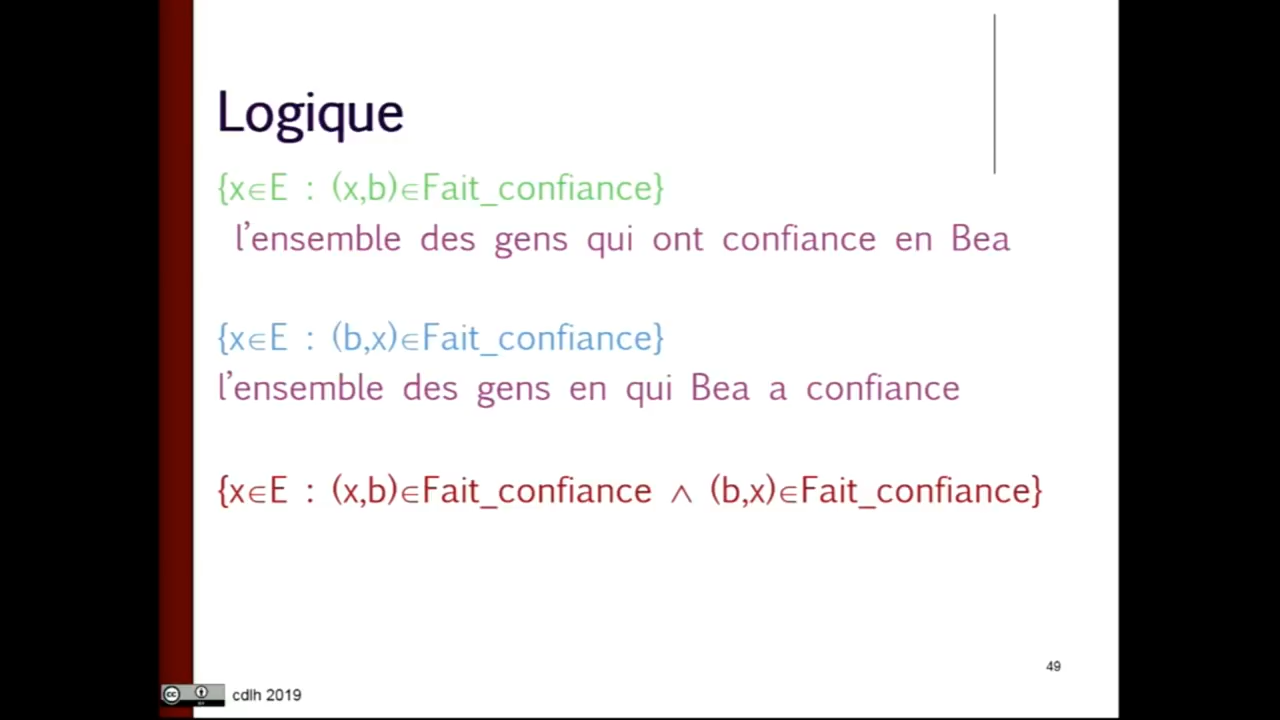 Logique
{x∈E : (x,b)∈Fait_confiance}
l'ensemble des gens qui ont confiance en Bea
{x∈E : (b,x)∈Fait_confiance}
l'ensemble des gens en qui Bea a confiance
{x∈E : (x,b)∈Fait_confiance ∧ (b,x)∈Fait_confiance}
49
cc
cdlh 2019